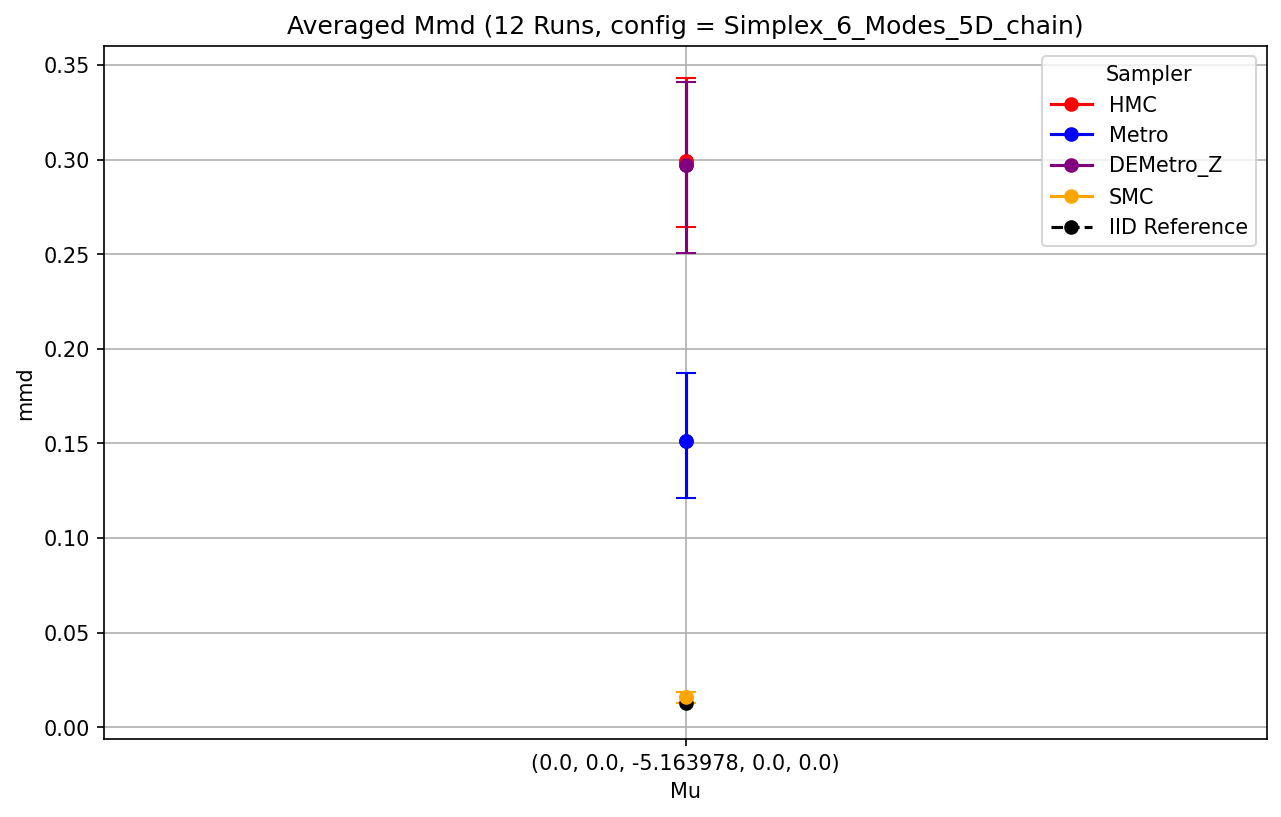 Averaged Mmd (12 Runs, config = Simplex_6_Modes_5D_chain)
Sampler
HMC
Metro
DEMetro_Z
SMC
IID Reference
mmd
0.35
0.30
0.25
0.20
0.15
0.10
0.05
0.00
(0.0, 0.0, -5.163978, 0.0, 0.0)
Mu